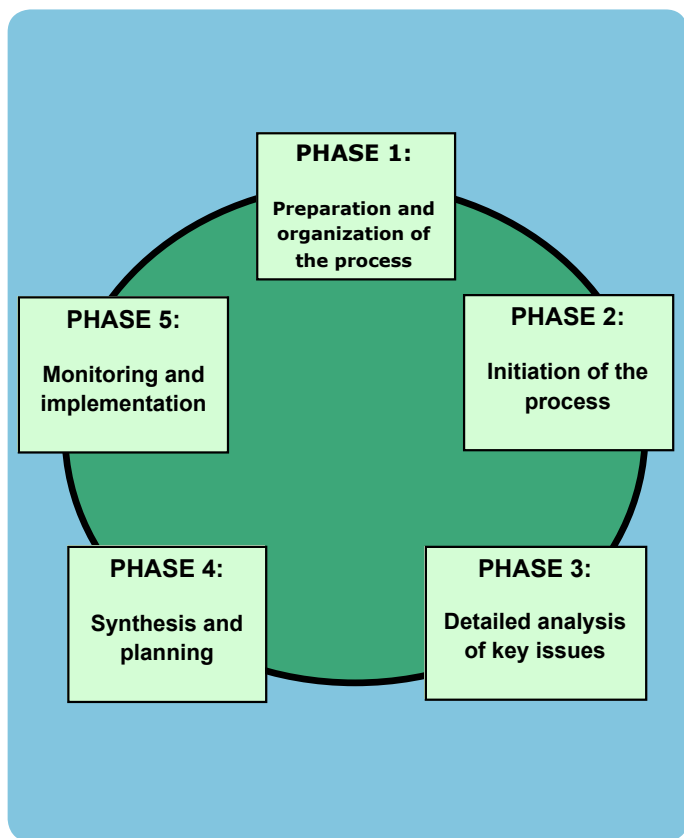 PHASE 1:
Preparation and
organization of
the process
PHASE 2:
Initiation of the
process
PHASE 3:
Detailed analysis
of key issues
PHASE 4:
Synthesis and
planning
PHASE 5:
Monitoring and
implementation